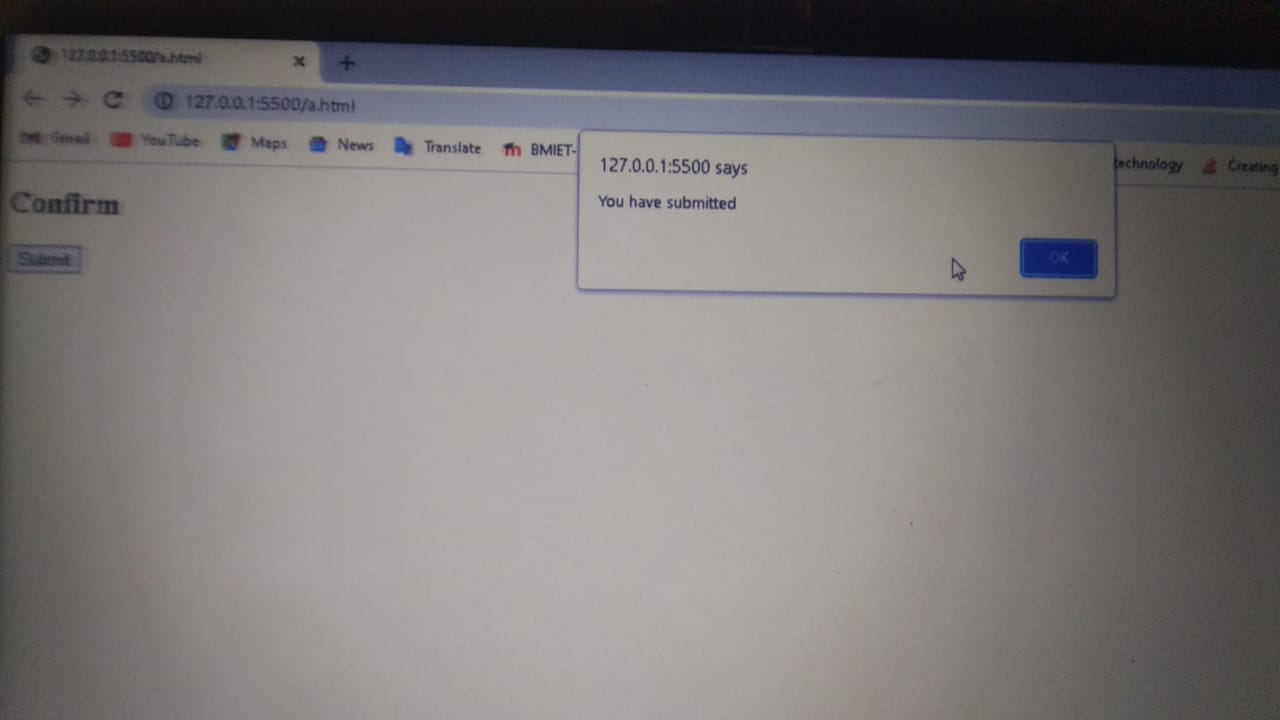 127.0.0.1:5500/a.html
127.0.0.1:5500/a.html
Gmail YouTube Maps News Translate BMIET- technology Creating
127.0.0.1:5500 says
You have submitted
OK
Confirm
Submit